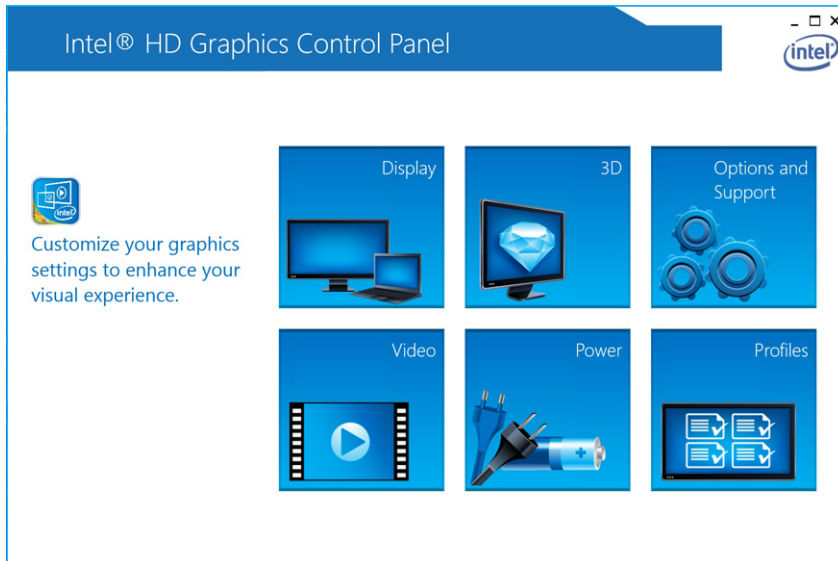 Intel® HD Graphics Control Panel
intel
Display
3D
Options and
Support
intel
Customize your graphics
settings to enhance your
visual experience.
Video
Power
Profiles